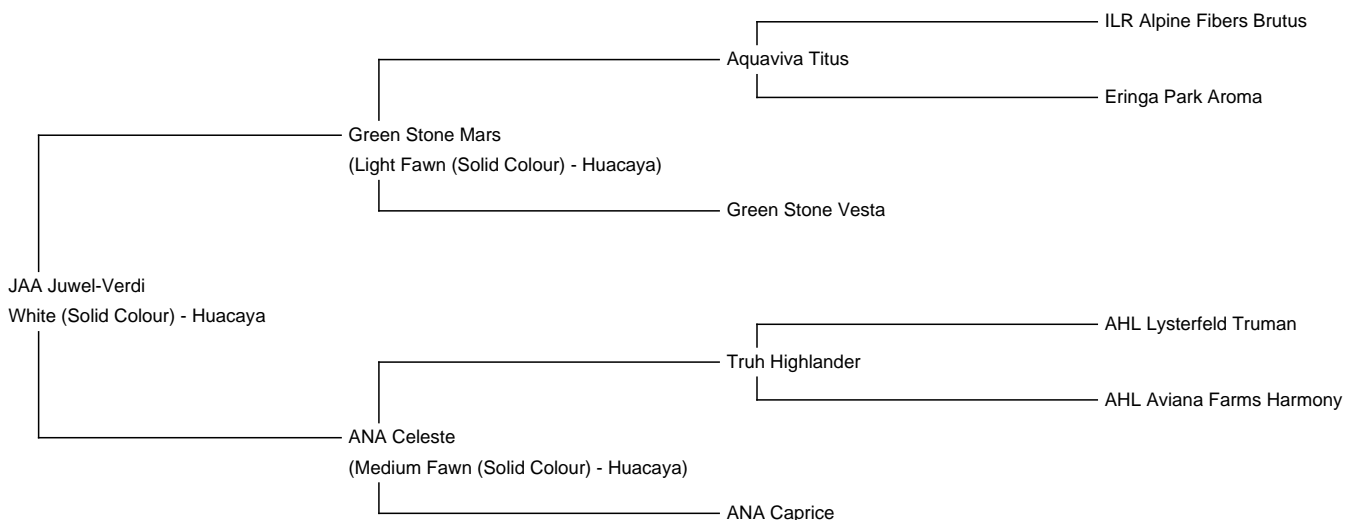 ILR Alpine Fibers Brutus
Aquaviva Titus
Eringa Park Aroma
Green Stone Mars
(Light Fawn (Solid Colour) - Huacaya)
Green Stone Vesta
JAA Juwel-Verdi
White (Solid Colour) - Huacaya
AHL Lysterfeld Truman
Truh Highlander
AHL Aviana Farms Harmony
ANA Celeste
(Medium Fawn (Solid Colour) - Huacaya)
ANA Caprice